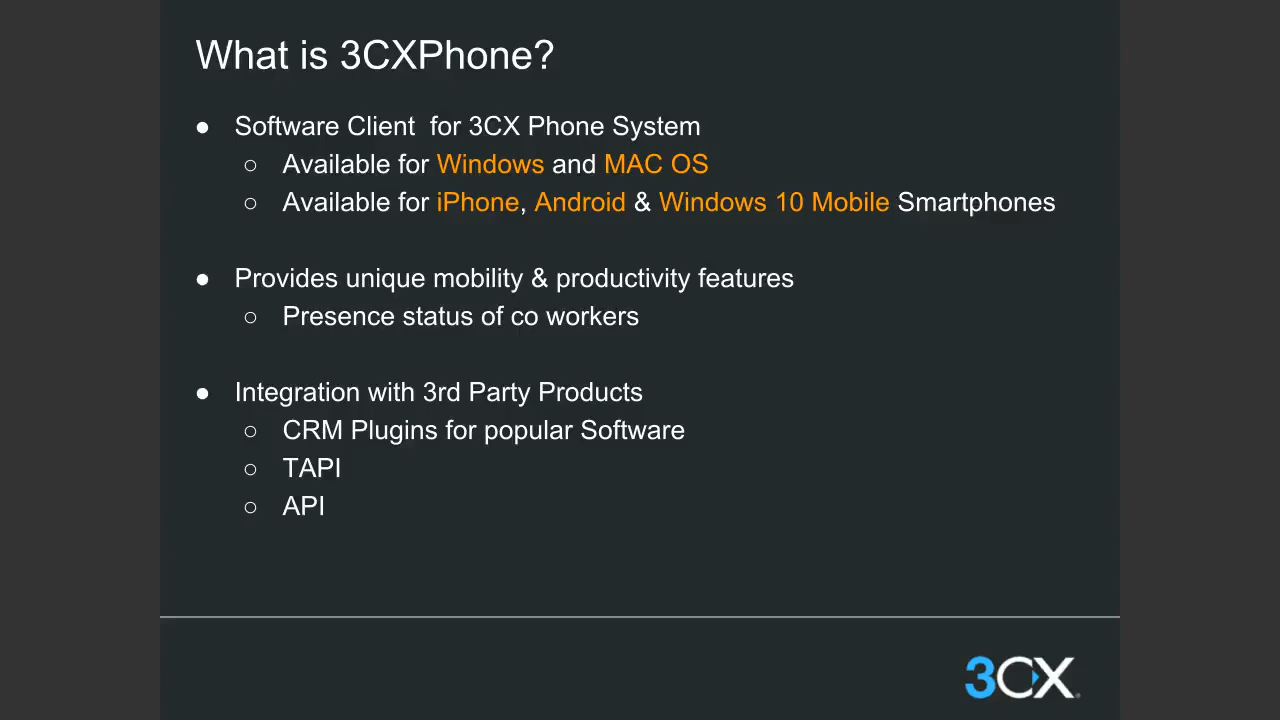 What is 3CXPhone?
● Software Client  for 3CX Phone System
○ Available for Windows and MAC OS
○ Available for iPhone, Android & Windows 10 Mobile Smartphones
● Provides unique mobility & productivity features
○ Presence status of co workers
● Integration with 3rd Party Products
○ CRM Plugins for popular Software
○ TAPI
○ API
3CX